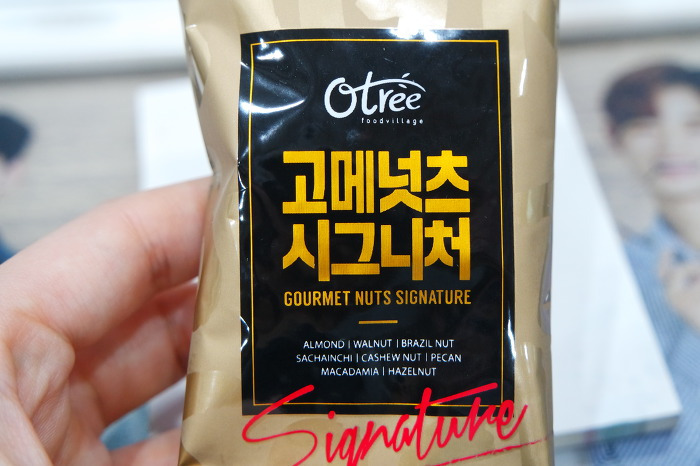 Otrée
foodvillage
고메넛츠
시그니처
GOURMET NUTS SIGNATURE
ALMOND | WALNUT | BRAZIL NUT
SACHAINCHI | CASHEW NUT | PECAN
MACADAMIA | HAZELNUT
Signature